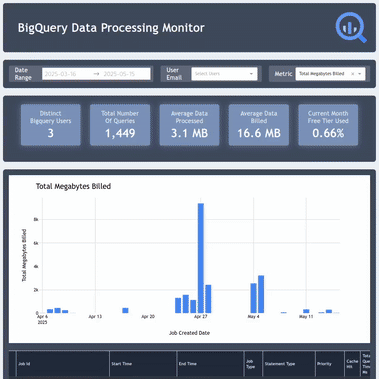 BigQuery Data Processing Monitor
Date
Range
2025-03-16 → 2025-05-15
User
Email
Select Users
Metric
Total Megabytes Billed
Distinct
Bigquery Users
3
Total Number
Of Queries
1,449
Average Data
Processed
3.1 MB
Average Data
Billed
16.6 MB
Current Month
Free Tier Used
0.66%
Total Megabytes Billed
Total Megabytes Billed
8k
6k
4k
2k
0
Apr 6
2025
Apr 13
Apr 20
Apr 27
May 4
May 11
Job Created Date
Job Id
Start Time
End Time
Job
Type
Statement Type
Priority
Cache
Hit
Total
Query
Time
Ms